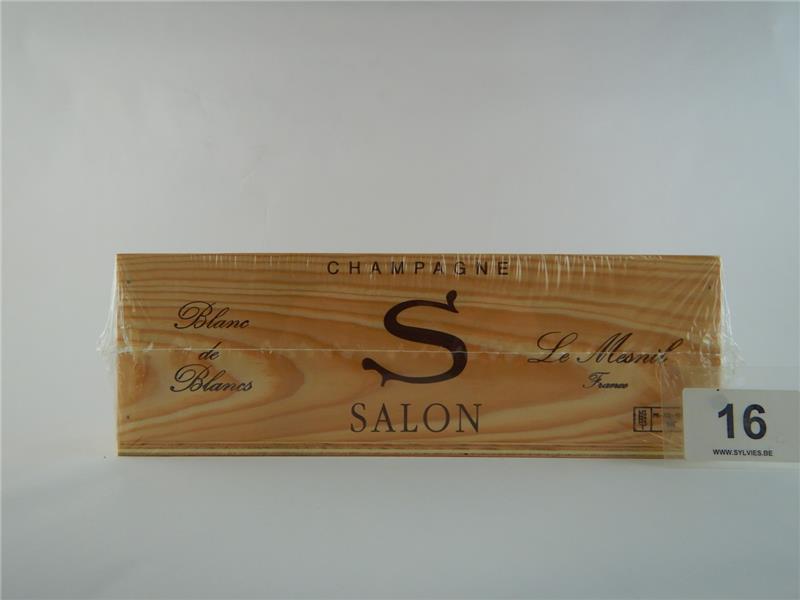 CHAMPAGNE
Blanc
de
Blancs
S
SALON
Le Mesnil
France
16
WWW.SYLVIES.BE